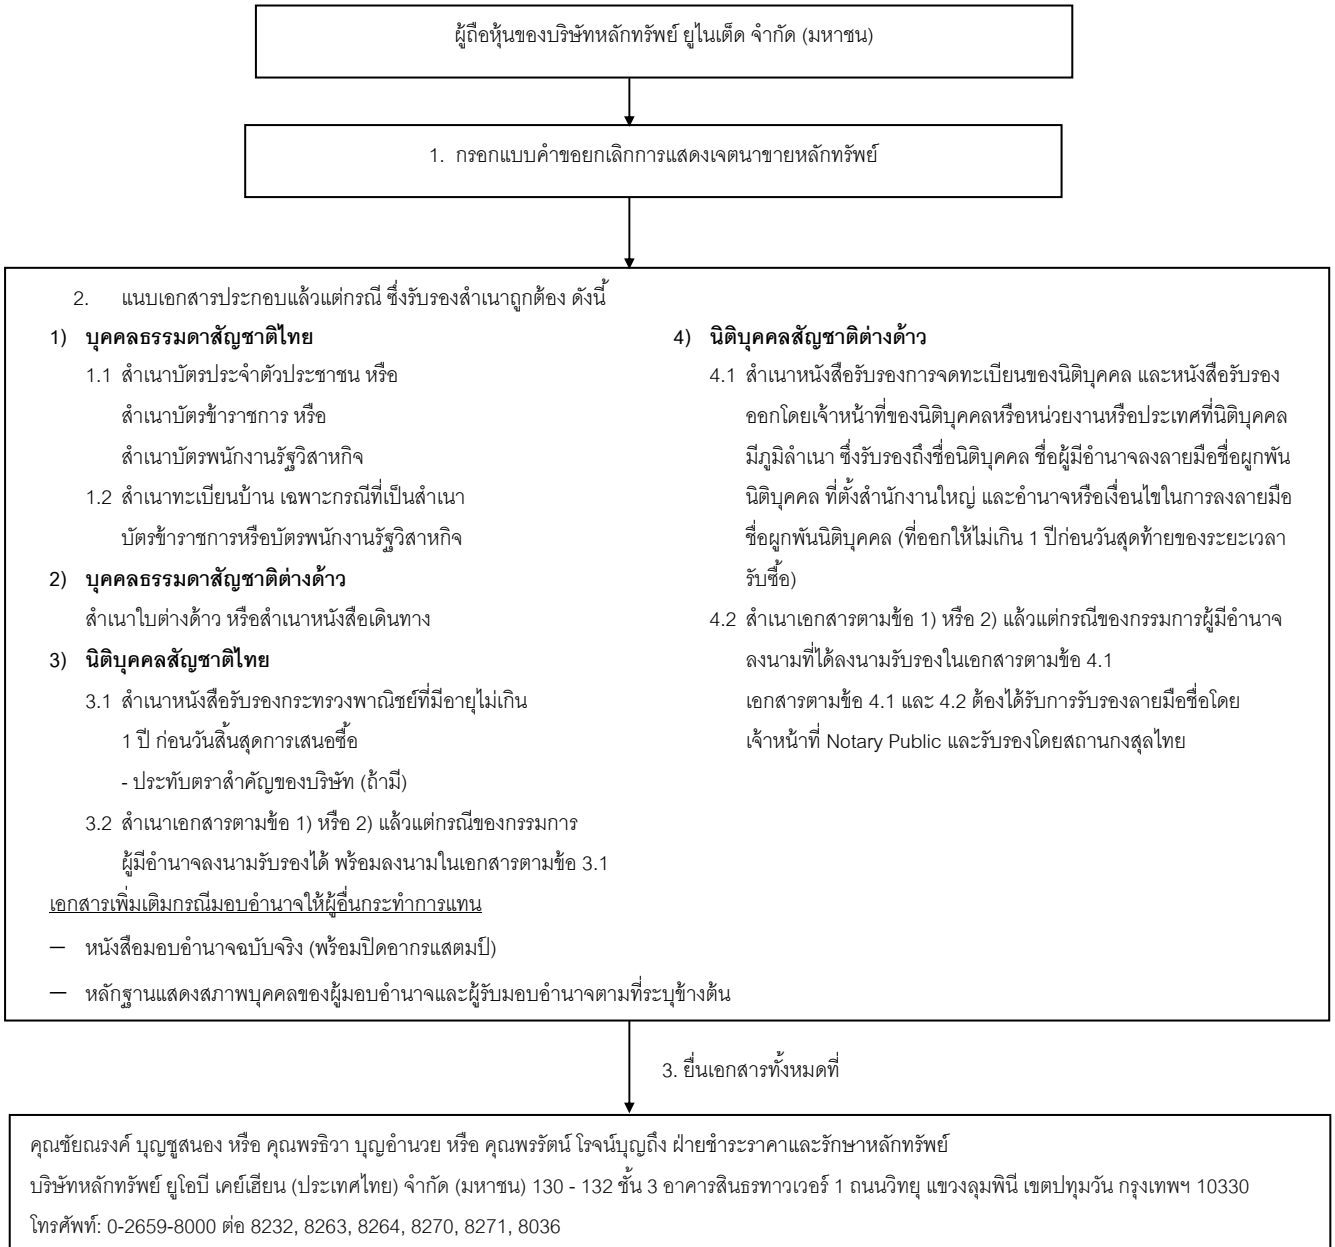 ผู้ถือหุ้นของบริษัทหลักทรัพย์ ยูไนเต็ด จำกัด (มหาชน)
1. กรอกแบบคำขอยกเลิกการแสดงเจตนาขายหลักทรัพย์
2. แนบเอกสารประกอบแล้วแต่กรณี ซึ่งรับรองสำเนาถูกต้อง ดังนี้
1) บุคคลธรรมดาสัญชาติไทย
1.1 สำเนาบัตรประจำตัวประชาชน หรือ
สำเนาบัตรข้าราชการ หรือ
สำเนาบัตรพนักงานรัฐวิสาหกิจ
1.2 สำเนาทะเบียนบ้าน เฉพาะกรณีที่เป็นสำเนา
บัตรข้าราชการหรือบัตรพนักงานรัฐวิสาหกิจ
2) บุคคลธรรมดาสัญชาติต่างด้าว
สำเนาใบต่างด้าว หรือสำเนาหนังสือเดินทาง
3) นิติบุคคลสัญชาติไทย
3.1 สำเนาหนังสือรับรองกระทรวงพาณิชย์ที่มีอายุไม่เกิน
1 ปี ก่อนวันสิ้นสุดการเสนอซื้อ
- ประทับตราสำคัญของบริษัท (ถ้ามี)
3.2 สำเนาเอกสารตามข้อ 1) หรือ 2) แล้วแต่กรณีของกรรมการ
ผู้มีอำนาจลงนามรับรองได้ พร้อมลงนามในเอกสารตามข้อ 3.1
4) นิติบุคคลสัญชาติต่างด้าว
4.1 สำเนาหนังสือรับรองการจดทะเบียนของนิติบุคคล และหนังสือรับรอง
ออกโดยเจ้าหน้าที่ของนิติบุคคลหรือหน่วยงานหรือประเทศที่นิติบุคคล
มีภูมิลำเนา ซึ่งรับรองถึงชื่อนิติบุคคล ชื่อผู้มีอำนาจลงลายมือชื่อผูกพัน
นิติบุคคล ที่ตั้งสำนักงานใหญ่ และอำนาจหรือเงื่อนไขในการลงลายมือ
ชื่อผูกพันนิติบุคคล (ที่ออกให้ไม่เกิน 1 ปีก่อนวันสุดท้ายของระยะเวลา
รับซื้อ)
4.2 สำเนาเอกสารตามข้อ 1) หรือ 2) แล้วแต่กรณีของกรรมการผู้มีอำนาจ
ลงนามที่ได้ลงนามรับรองในเอกสารตามข้อ 4.1
เอกสารตามข้อ 4.1 และ 4.2 ต้องได้รับการรับรองลายมือชื่อโดย
เจ้าหน้าที่ Notary Public และรับรองโดยสถานกงสุลไทย
เอกสารเพิ่มเติมกรณีมอบอำนาจให้ผู้อื่นกระทำการแทน
— หนังสือมอบอำนาจฉบับจริง (พร้อมปิดอากรแสตมป์)
— หลักฐานแสดงสภาพบุคคลของผู้มอบอำนาจและผู้รับมอบอำนาจตามที่ระบุข้างต้น
3. ยื่นเอกสารทั้งหมดที่
คุณชัยณรงค์ บุญชูสนอง หรือ คุณพรธิวา บุญอำนวย หรือ คุณพรรัตน์ โรจน์บุญถึง ฝ่ายชำระราคาและรักษาหลักทรัพย์
บริษัทหลักทรัพย์ ยูโอบี เคย์เฮียน (ประเทศไทย) จำกัด (มหาชน) 130 - 132 ชั้น 3 อาคารสินธรทาวเวอร์ 1 ถนนวิทยุ แขวงลุมพินี เขตปทุมวัน กรุงเทพฯ 10330
โทรศัพท์: 0-2659-8000 ต่อ 8232, 8263, 8264, 8270, 8271, 8036